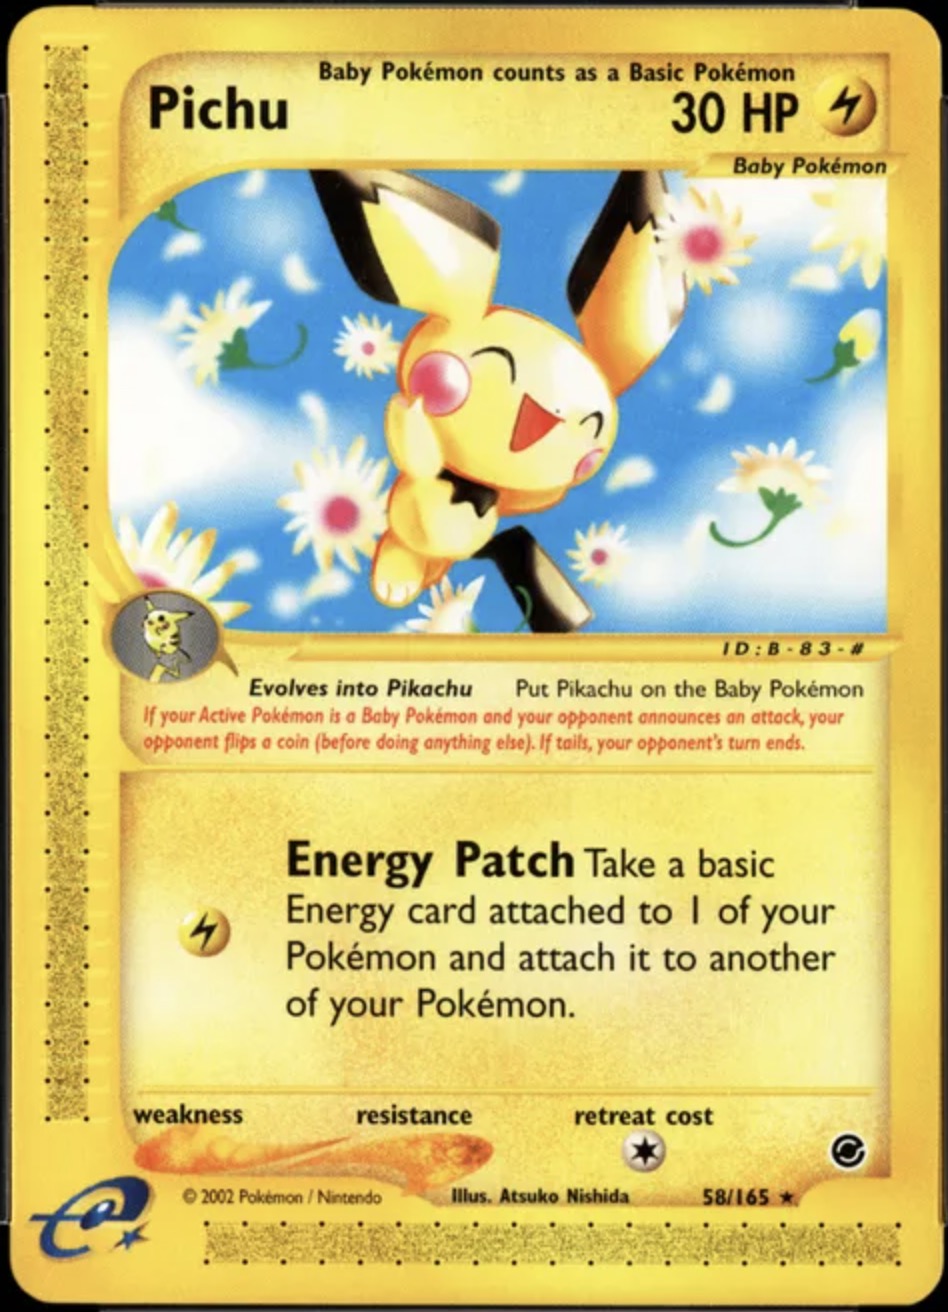 Baby Pokémon counts as a Basic Pokémon
Pichu 30 HP
Baby Pokémon
ID:B-83-#
Evolves into Pikachu Put Pikachu on the Baby Pokémon
If your Active Pokémon is a Baby Pokémon and your opponent announces an attack, your
opponent flips a coin (before doing anything else). If tails, your opponent's turn ends.
Energy Patch Take a basic
Energy card attached to 1 of your
Pokémon and attach it to another
of your Pokémon.
weakness resistance retreat cost
© 2002 Pokémon / Nintendo Illus. Atsuko Nishida 58/165 ★
e